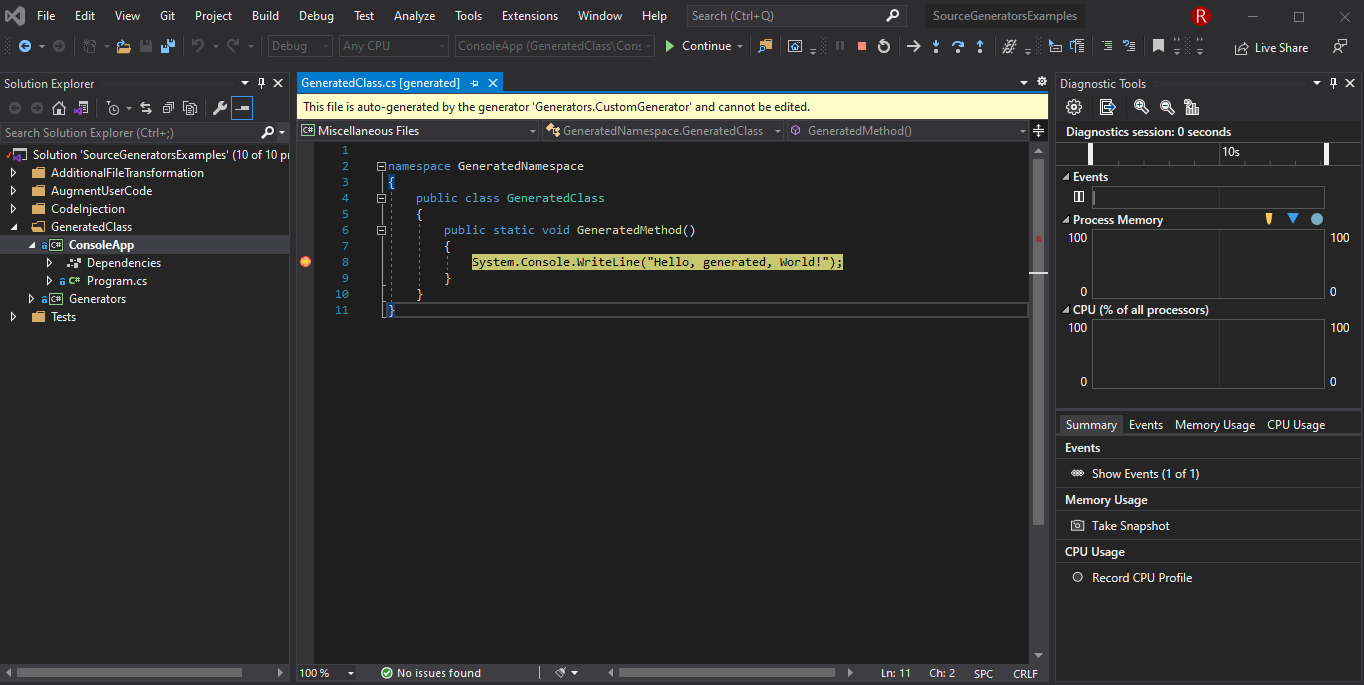 File Edit View Git Project Build Debug Test Analyze Tools Extensions Window Help Search (Ctrl+Q) SourceGeneratorsExamples R
Debug Any CPU ConsoleApp (GeneratedClass\Cons Continue Live Share
Solution Explorer
Search Solution Explorer (Ctrl+;)
Solution 'SourceGeneratorsExamples' (10 of 10 pr
AdditionalFileTransformation
AugmentUserCode
CodeInjection
GeneratedClass
C# ConsoleApp
Dependencies
C# Program.cs
C# Generators
Tests
GeneratedClass.cs [generated]
This file is auto-generated by the generator 'Generators.CustomGenerator' and cannot be edited.
C# Miscellaneous Files GeneratedNamespace.GeneratedClass GeneratedMethod()
1
2 namespace GeneratedNamespace
3 {
4 public class GeneratedClass
5 {
6 public static void GeneratedMethod()
7 {
8 System.Console.WriteLine("Hello, generated, World!");
9 }
10 }
11 }
100 % No issues found Ln: 11 Ch: 2 SPC CRLF
Diagnostic Tools
Diagnostics session: 0 seconds
10s
Events
Process Memory
100 100
0 0
CPU (% of all processors)
100 100
0 0
Summary Events Memory Usage CPU Usage
Events
Show Events (1 of 1)
Memory Usage
Take Snapshot
CPU Usage
Record CPU Profile